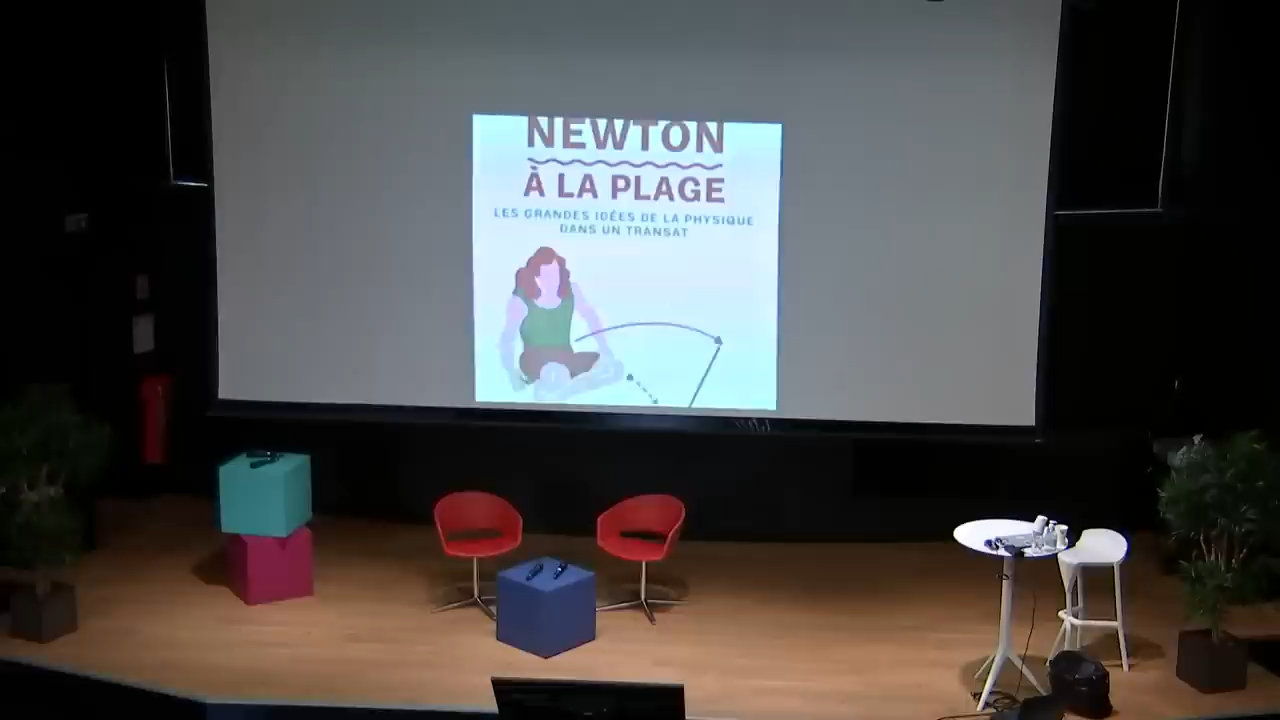 NEWTON
À LA PLAGE
LES GRANDES IDÉES DE LA PHYSIQUE
DANS UN TRANSAT